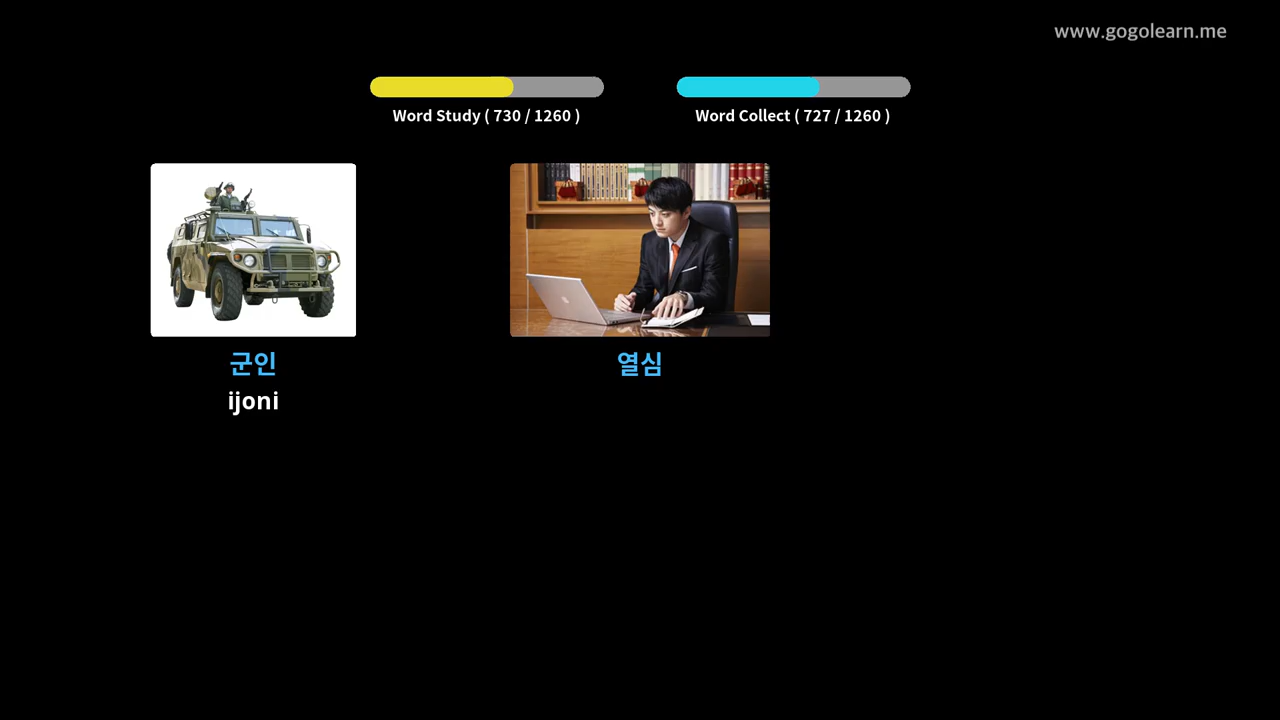 www.gogolearn.me
Word Study ( 730 / 1260 )
Word Collect ( 727 / 1260 )
군인
ijoni
열심